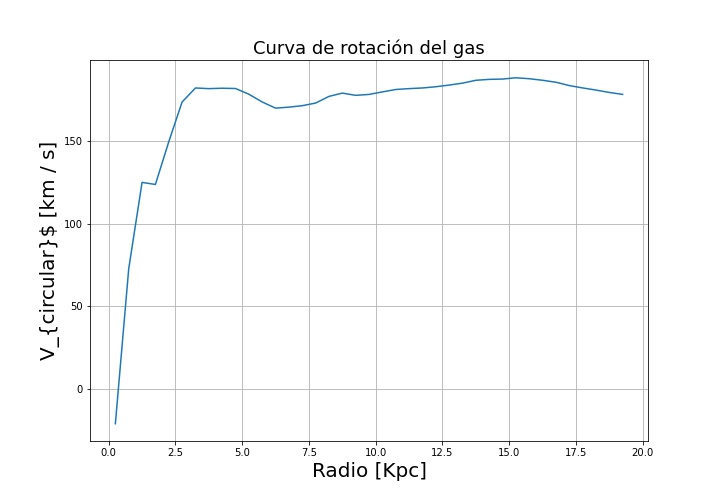 Curva de rotación del gas
V_{circular}$ [km / s]
150
100
50
0
0.0 2.5 5.0 7.5 10.0 12.5 15.0 17.5 20.0
Radio [Kpc]